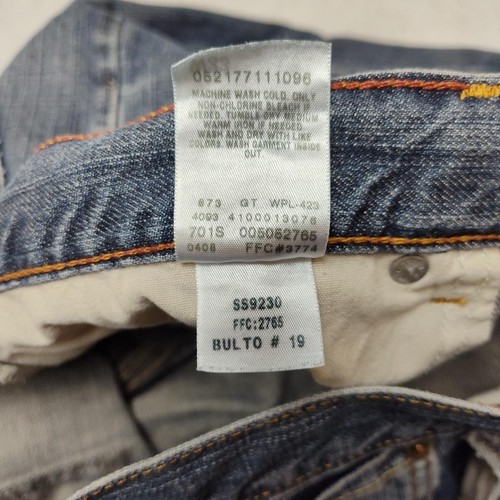 052177111096
MACHINE WASH COLD. ONLY
NON-CHLORINE BLEACH IF
NEEDED. TUMBLE DRY MEDIUM
WARM IRON IF NEEDED.
WASH AND DRY WITH LIKE
COLORS. WASH GARMENT INSIDE
OUT.
673 GT WPL-423
4093 4100013076
701S 005052765
0408 FFC#3774
SS9230
FFC:2765
BULTO # 19